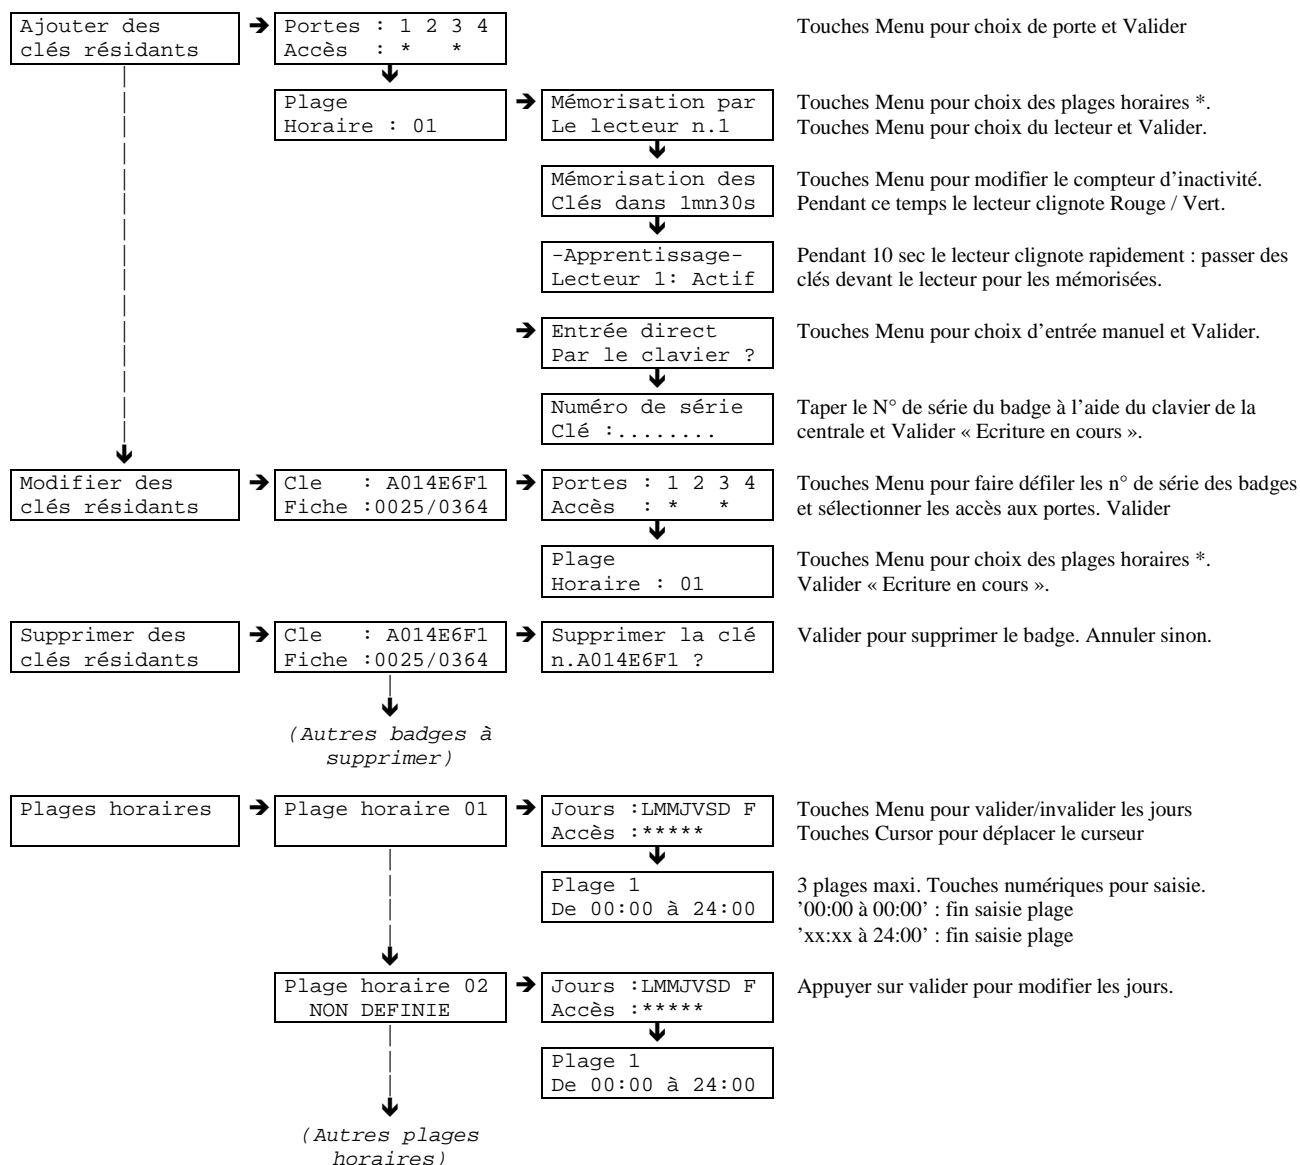 Ajouter des
clés résidants
Portes : 1 2 3 4
Accès  : *   *
Touches Menu pour choix de porte et Valider
Plage
Horaire : 01
Mémorisation par
Le lecteur n.1
Touches Menu pour choix des plages horaires *.
Touches Menu pour choix du lecteur et Valider.
Mémorisation des
Clés dans 1mn30s
Touches Menu pour modifier le compteur d’inactivité.
Pendant ce temps le lecteur clignote Rouge / Vert.
-Apprentissage-
Lecteur 1: Actif
Pendant 10 sec le lecteur clignote rapidement : passer des
clés devant le lecteur pour les mémorisées.
Entrée direct
Par le clavier ?
Touches Menu pour choix d’entrée manuel et Valider.
Numéro de série
Clé :........
Taper le N° de série du badge à l’aide du clavier de la
centrale et Valider « Ecriture en cours ».
Modifier des
clés résidants
Cle    : A014E6F1
Fiche :0025/0364
Portes : 1 2 3 4
Accès  : *   *
Touches Menu pour faire défiler les n° de série des badges
et sélectionner les accès aux portes. Valider
Plage
Horaire : 01
Touches Menu pour choix des plages horaires *.
Valider « Ecriture en cours ».
Supprimer des
clés résidants
Cle    : A014E6F1
Fiche :0025/0364
Supprimer la clé
n.A014E6F1 ?
Valider pour supprimer le badge. Annuler sinon.
(Autres badges à
supprimer)
Plages horaires
Plage horaire 01
Jours :LMMJVSD F
Accès :*****
Touches Menu pour valider/invalider les jours
Touches Cursor pour déplacer le curseur
Plage 1
De 00:00 à 24:00
3 plages maxi. Touches numériques pour saisie.
’00:00 à 00:00’ : fin saisie plage
’xx:xx à 24:00’ : fin saisie plage
Plage horaire 02
NON DEFINIE
Jours :LMMJVSD F
Accès :*****
Appuyer sur valider pour modifier les jours.
Plage 1
De 00:00 à 24:00
(Autres plages
horaires)